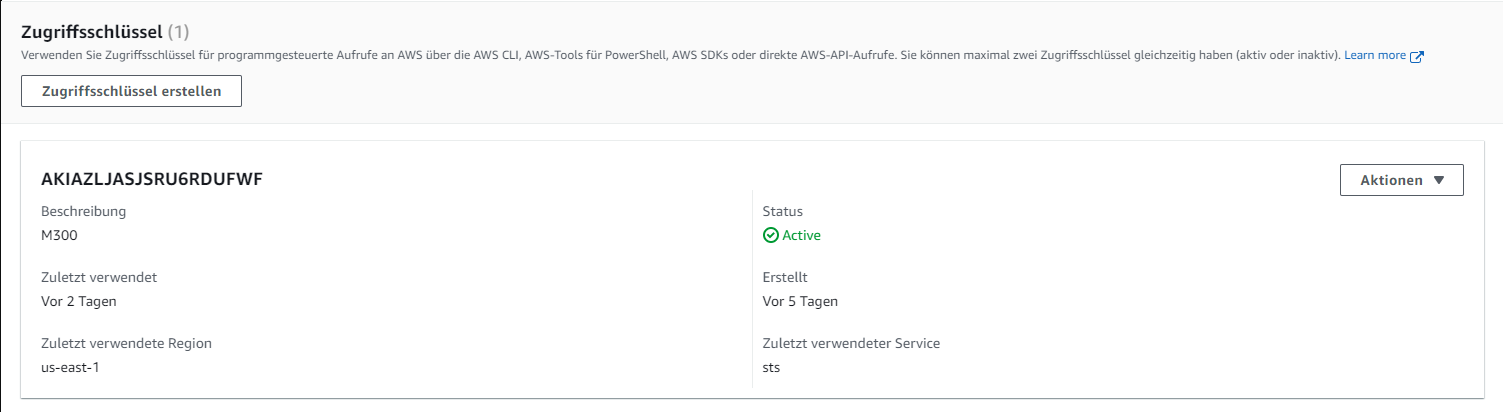 Zugriffsschlüssel (1)
Verwenden Sie Zugriffsschlüssel für programmgesteuerte Aufrufe an AWS über die AWS CLI, AWS-Tools für PowerShell, AWS SDKs oder direkte AWS-API-Aufrufe. Sie können maximal zwei Zugriffsschlüssel gleichzeitig haben (aktiv oder inaktiv). Learn more
Zugriffsschlüssel erstellen
AKIAZLJASJSRU6RDUFWF
Aktionen
Beschreibung
M300
Status
Active
Zuletzt verwendet
Vor 2 Tagen
Erstellt
Vor 5 Tagen
Zuletzt verwendete Region
us-east-1
Zuletzt verwendeter Service
sts